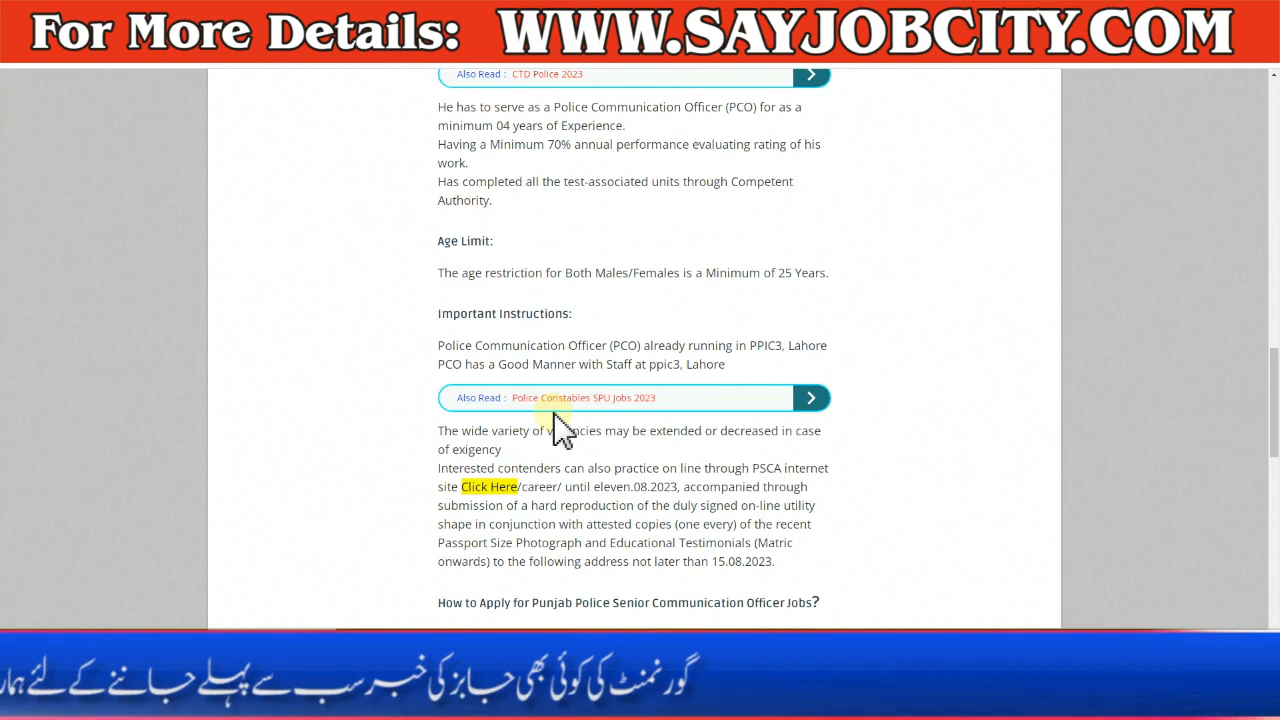 For More Details: WWW.SAYJOBCITY.COM
Also Read : CTD Police 2023
He has to serve as a Police Communication Officer (PCO) for as a
minimum 04 years of Experience.
Having a Minimum 70% annual performance evaluating rating of his
work.
Has completed all the test-associated units through Competent
Authority.
Age Limit:
The age restriction for Both Males/Females is a Minimum of 25 Years.
Important Instructions:
Police Communication Officer (PCO) already running in PPIC3, Lahore
PCO has a Good Manner with Staff at ppic3, Lahore
Also Read : Police Constables SPU Jobs 2023
The wide variety of vacancies may be extended or decreased in case
of exigency
Interested contenders can also practice on line through PSCA internet
site Click Here/career/ until eleven.08.2023, accompanied through
submission of a hard reproduction of the duly signed on-line utility
shape in conjunction with attested copies (one every) of the recent
Passport Size Photograph and Educational Testimonials (Matric
onwards) to the following address not later than 15.08.2023.
How to Apply for Punjab Police Senior Communication Officer Jobs?
گورنمنٹ کی کوئی بھی جابز کی خبر سب سے پہلے جاننے کے لئے